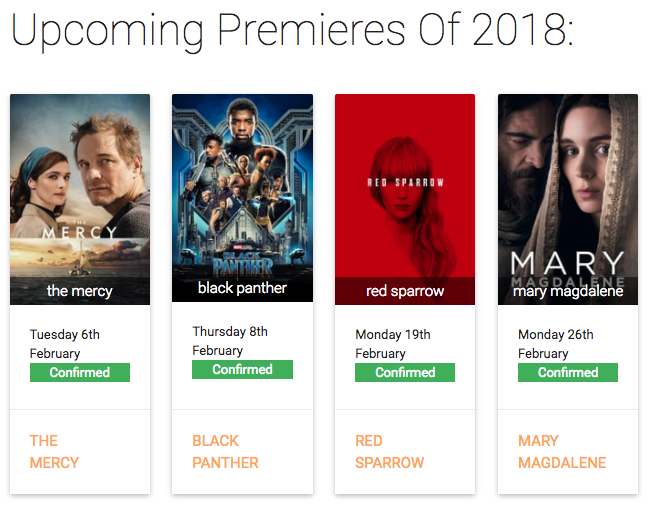 Upcoming Premieres Of 2018:
THE
MERCY
the mercy
Tuesday 6th
February
Confirmed
THE
MERCY
MARVEL
BLACK
PANTHER
black panther
Thursday 8th
February
Confirmed
BLACK
PANTHER
RED SPARROW
red sparrow
Monday 19th
February
Confirmed
RED
SPARROW
MARY
MAGDALENE
mary magdalene
Monday 26th
February
Confirmed
MARY
MAGDALENE